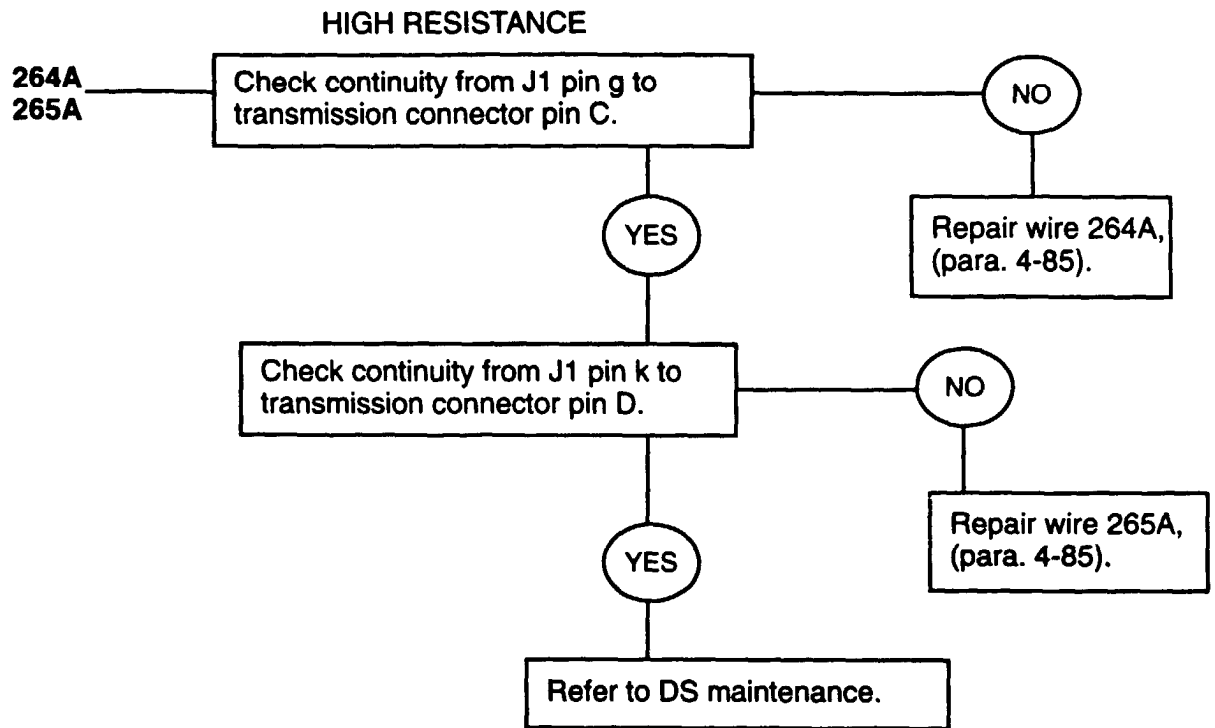 HIGH RESISTANCE
264A
265A
Check continuity from J1 pin g to
transmission connector pin C.
NO
YES
Repair wire 264A,
(para. 4-85).
Check continuity from J1 pin k to
transmission connector pin D.
NO
YES
Repair wire 265A,
(para. 4-85).
Refer to DS maintenance.